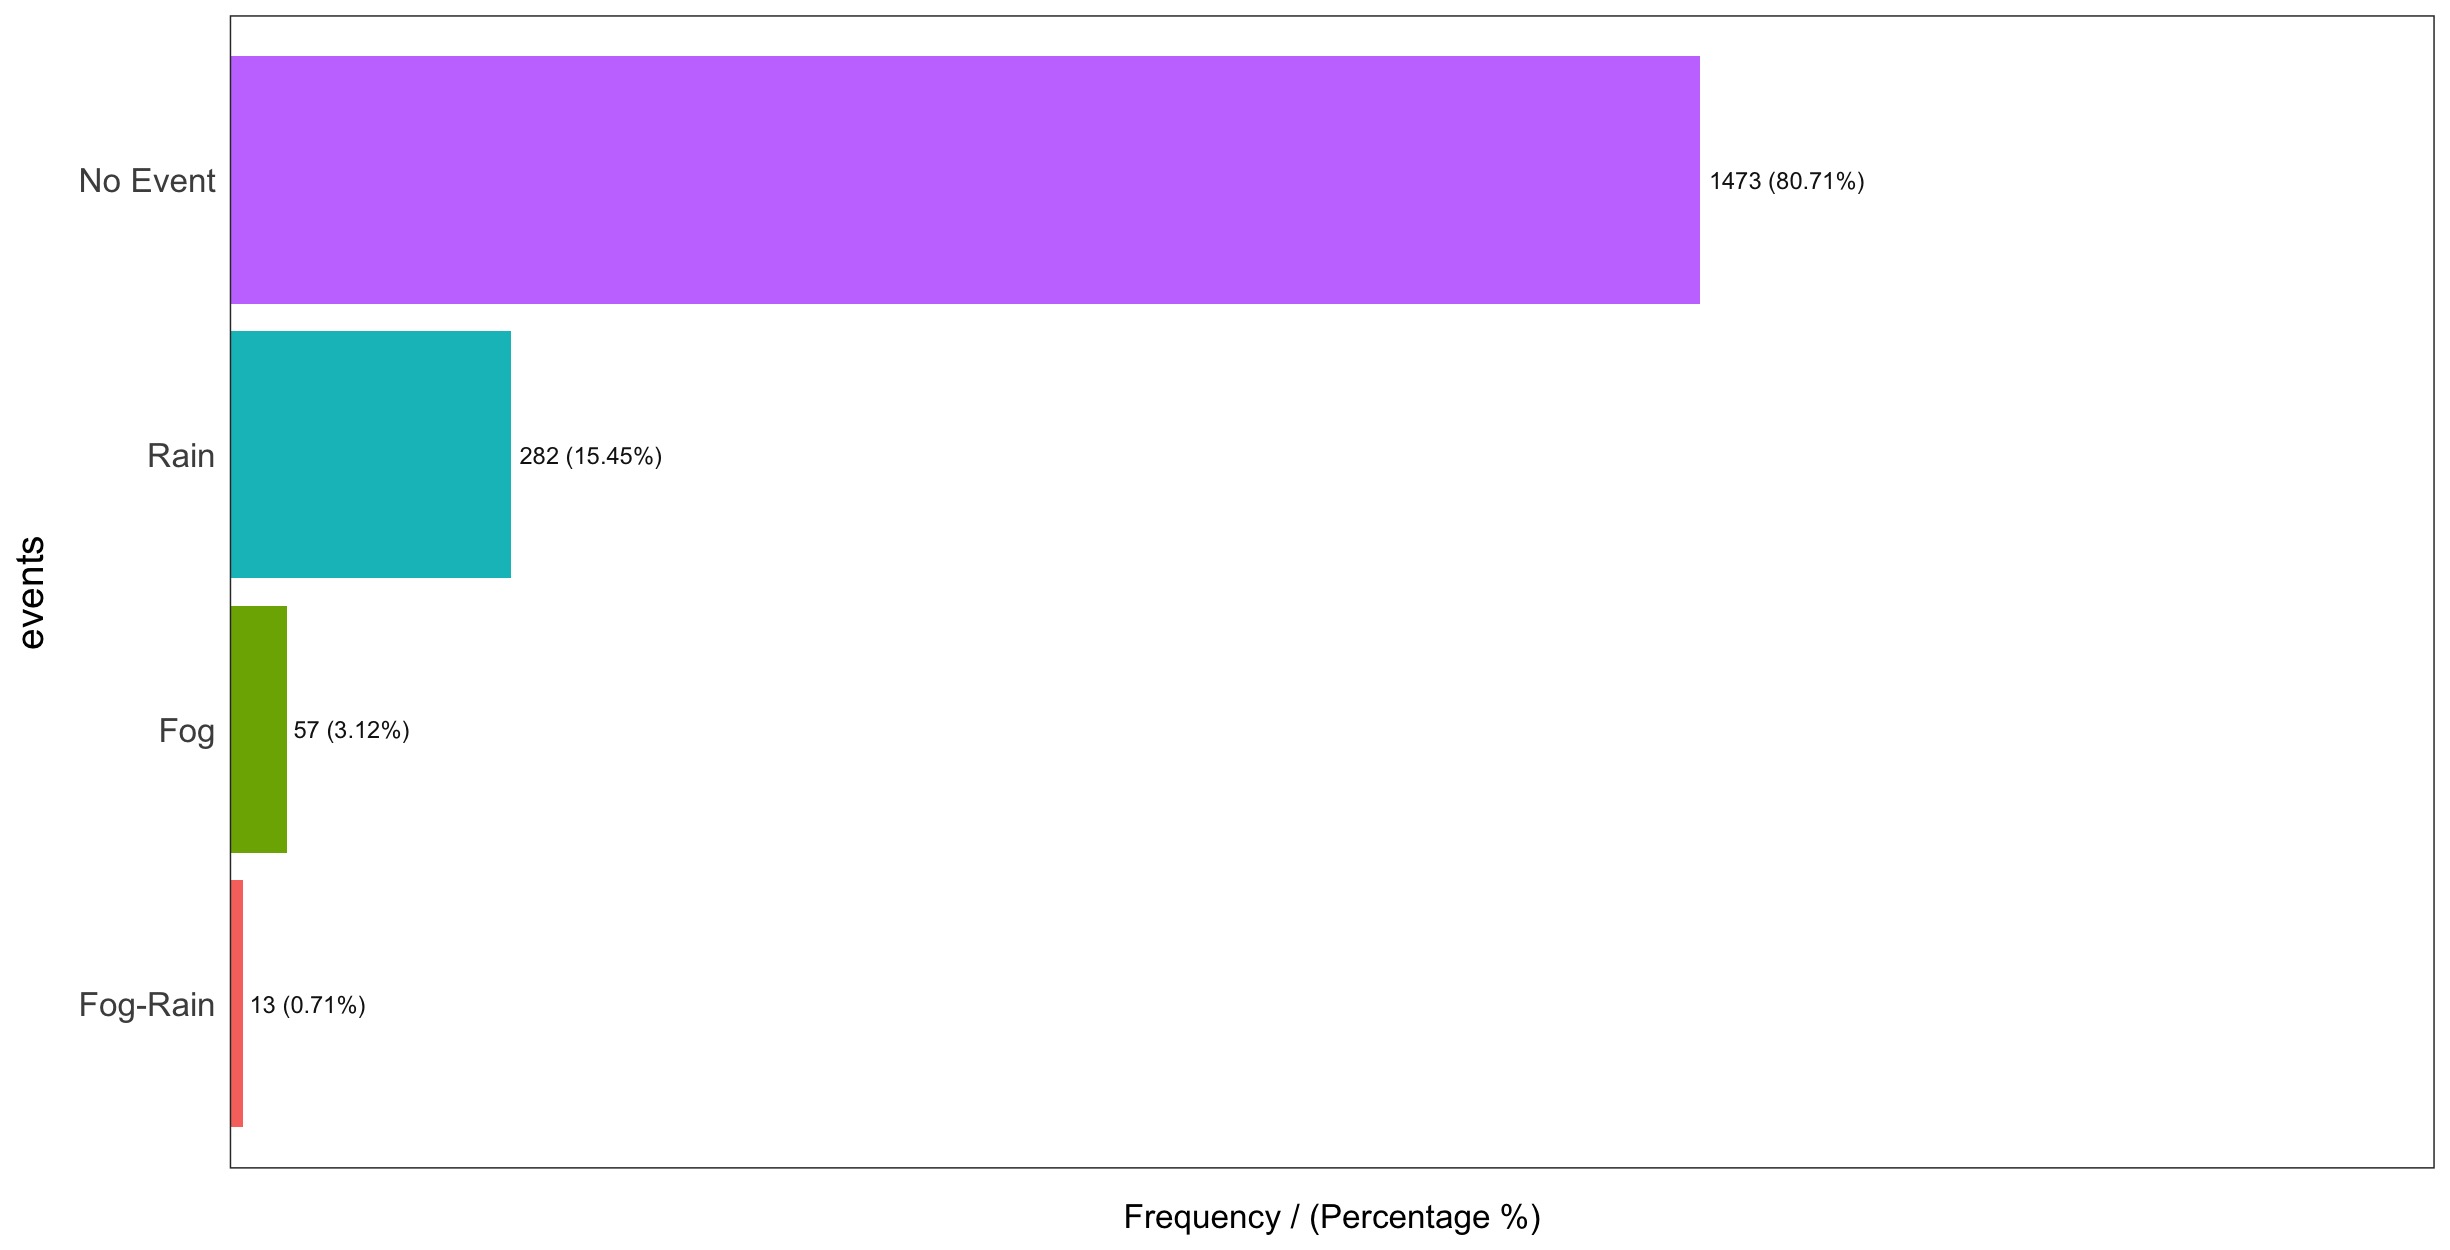 No Event
1473 (80.71%)
Rain
282 (15.45%)
events
Fog
57 (3.12%)
Fog-Rain
13 (0.71%)
Frequency / (Percentage %)